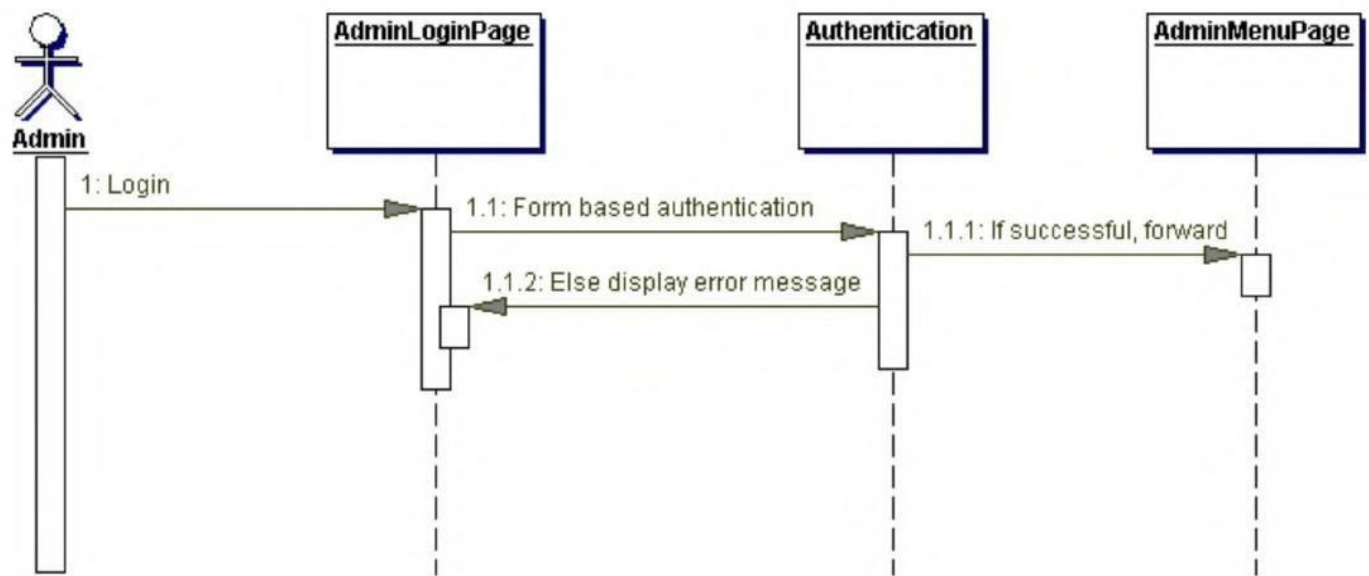 AdminLoginPage
Authentication
AdminMenuPage
Admin
1: Login
1.1: Form based authentication
1.1.1: If successful, forward
1.1.2: Else display error message